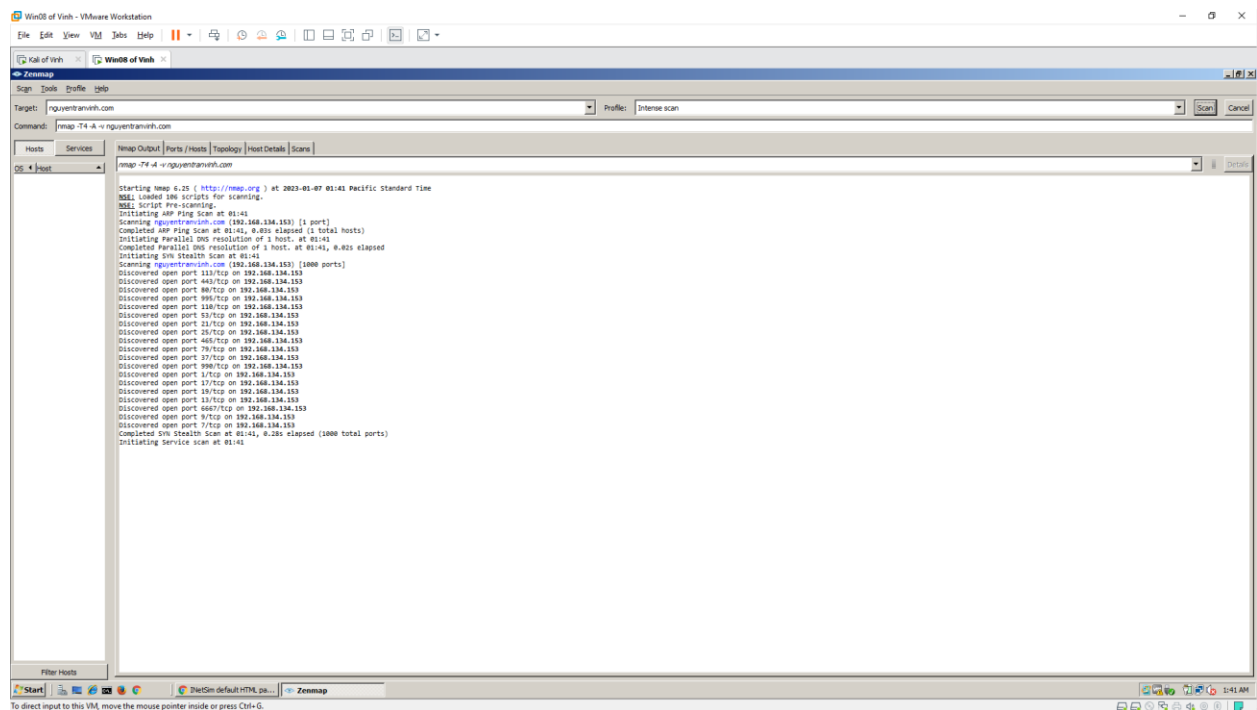 Win08 of Vinh - VMware Workstation
File Edit View VM Tabs Help
Kali of Vinh Win08 of Vinh
Zenmap
Scan Tools Profile Help
Target: nguyentranvinh.com Profile: Intense scan Scan Cancel
Command: nmap -T4 -A -v nguyentranvinh.com
Hosts Services Nmap Output Ports / Hosts Topology Host Details Scans
OS Host nmap -T4 -A -v nguyentranvinh.com Details
Starting Nmap 6.25 ( http://nmap.org ) at 2023-01-07 01:41 Pacific Standard Time
NSE: Loaded 106 scripts for scanning.
NSE: Script Pre-scanning.
Initiating ARP Ping Scan at 01:41
Scanning nguyentranvinh.com (192.168.134.153) [1 port]
Completed ARP Ping Scan at 01:41, 0.03s elapsed (1 total hosts)
Initiating Parallel DNS resolution of 1 host. at 01:41
Completed Parallel DNS resolution of 1 host. at 01:41, 0.02s elapsed
Initiating SYN Stealth Scan at 01:41
Scanning nguyentranvinh.com (192.168.134.153) [1000 ports]
Discovered open port 113/tcp on 192.168.134.153
Discovered open port 443/tcp on 192.168.134.153
Discovered open port 80/tcp on 192.168.134.153
Discovered open port 995/tcp on 192.168.134.153
Discovered open port 110/tcp on 192.168.134.153
Discovered open port 53/tcp on 192.168.134.153
Discovered open port 21/tcp on 192.168.134.153
Discovered open port 25/tcp on 192.168.134.153
Discovered open port 465/tcp on 192.168.134.153
Discovered open port 79/tcp on 192.168.134.153
Discovered open port 37/tcp on 192.168.134.153
Discovered open port 990/tcp on 192.168.134.153
Discovered open port 1/tcp on 192.168.134.153
Discovered open port 17/tcp on 192.168.134.153
Discovered open port 19/tcp on 192.168.134.153
Discovered open port 13/tcp on 192.168.134.153
Discovered open port 6667/tcp on 192.168.134.153
Discovered open port 9/tcp on 192.168.134.153
Discovered open port 7/tcp on 192.168.134.153
Completed SYN Stealth Scan at 01:41, 0.28s elapsed (1000 total ports)
Initiating Service scan at 01:41
Filter Hosts
Start INetSim default HTML pa... Zenmap 1:41 AM
To direct input to this VM, move the mouse pointer inside or press Ctrl+G.